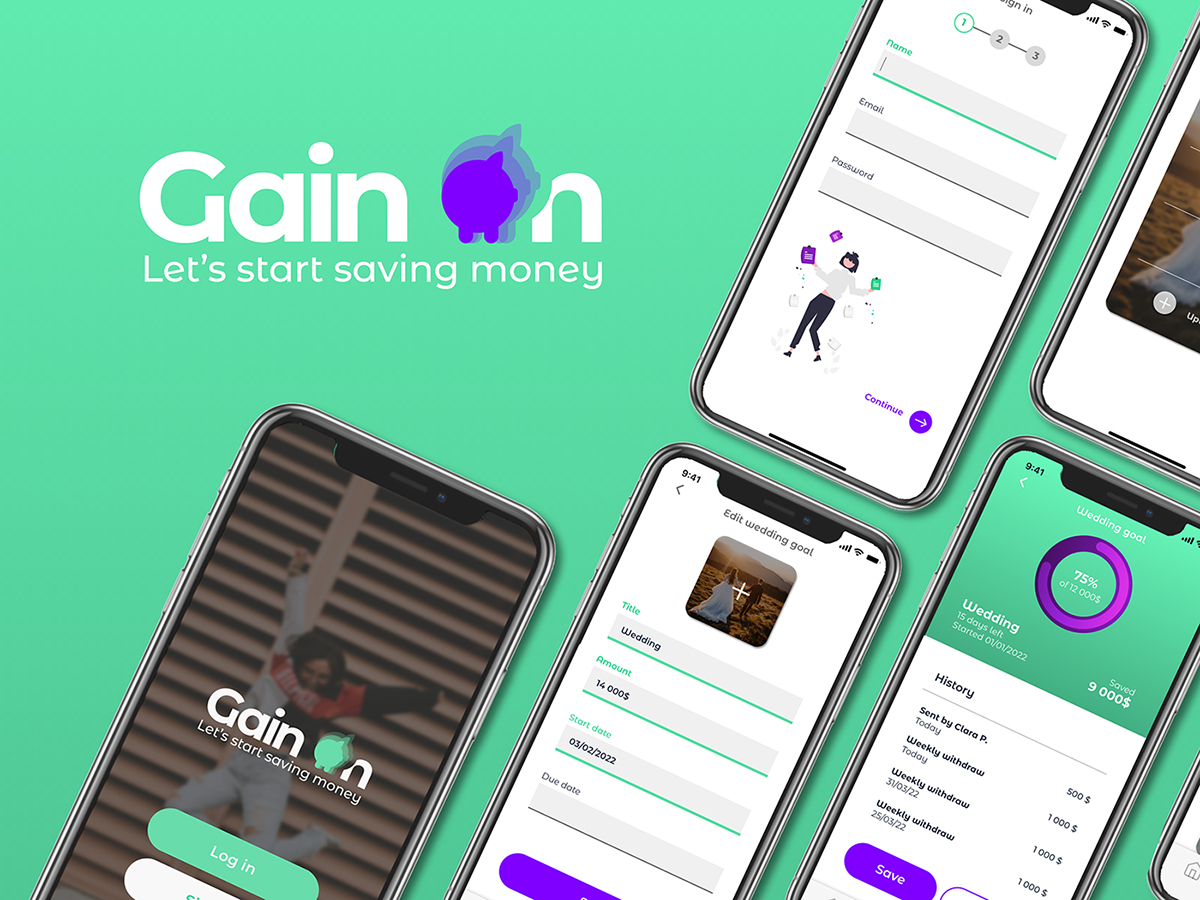 Gain On
Let's start saving money
sign in
1
2
3
Name
Email
Password
Continue
Gain On
Let's start saving money
Log in
9:41
Edit wedding goal
Title
Wedding
Amount
14 000$
Start date
03/02/2022
Due date
9:41
Wedding goal
75%
of 12 000$
Wedding
15 days left
Started 01/01/2022
Saved
9 000$
History
Sent by Clara P.
Today
500 $
Weekly withdraw
Today
1 000 $
Weekly withdraw
31/03/22
1 000 $
Weekly withdraw
25/03/22
1 000 $
Save